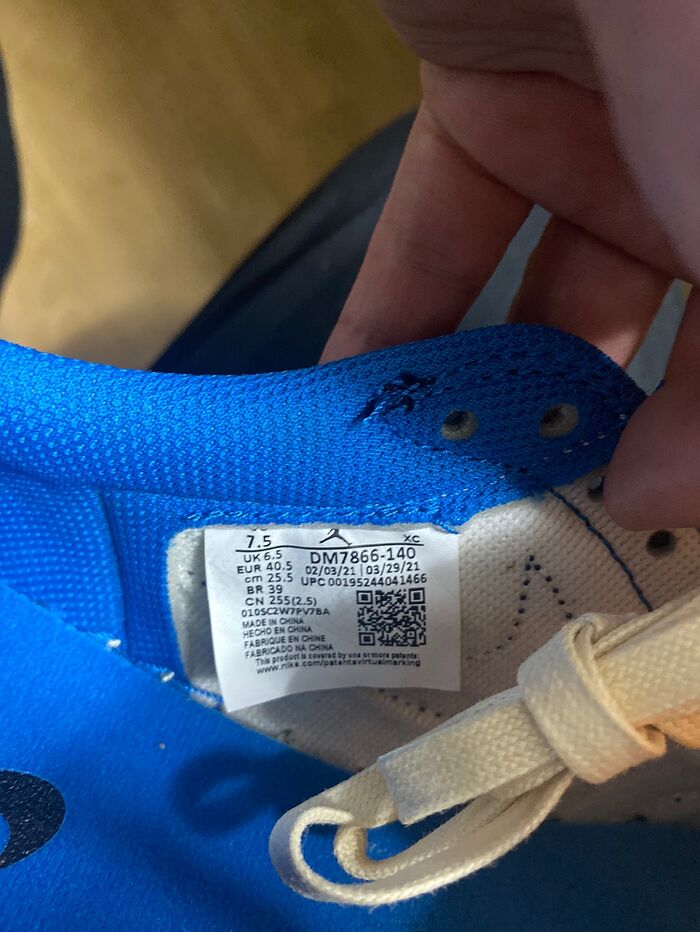 7.5 XC
UK 6.5 DM7866-140
EUR 40.5 02/03/21 | 03/29/21
cm 25.5 UPC 00195244041466
BR 39
CN 255(2.5)
010SC2W7PV7BA
MADE IN CHINA
HECHO EN CHINA
FABRIQUE EN CHINE
FABRICADO NA CHINA
This product is covered by one or more patents:
www.nike.com/patentsvirtualmarking